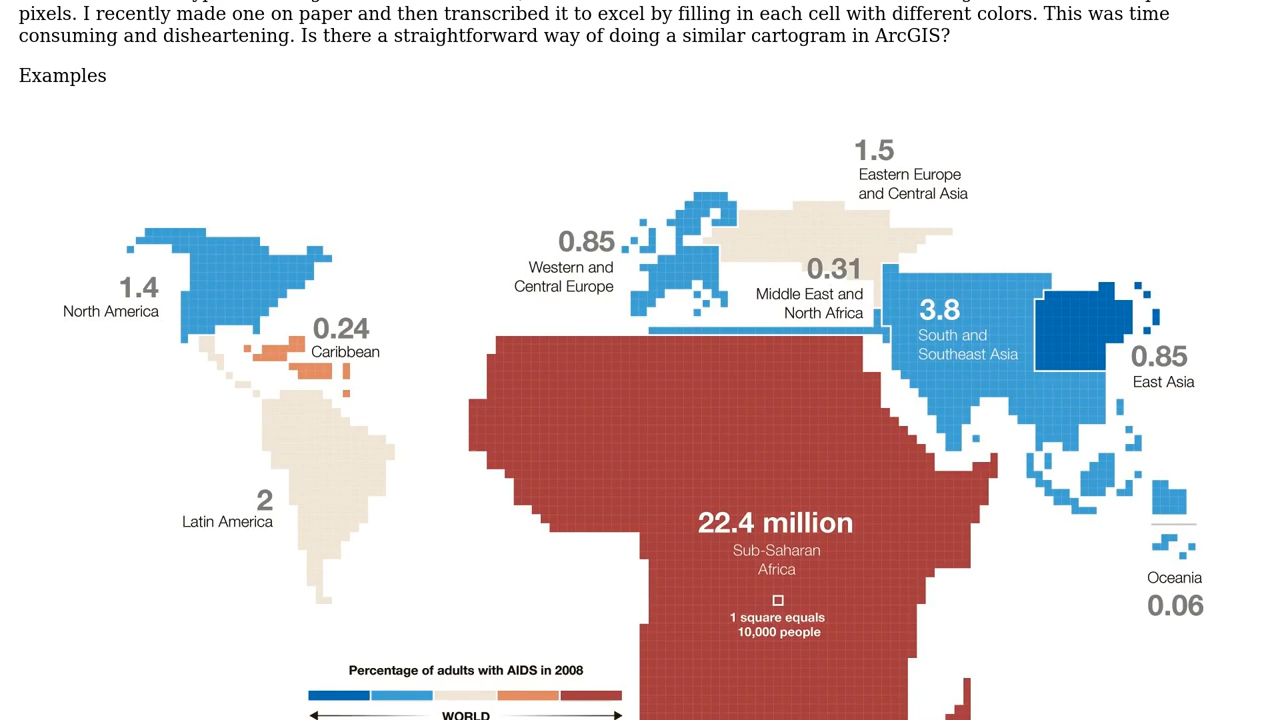 pixels. I recently made one on paper and then transcribed it to excel by filling in each cell with different colors. This was time
consuming and disheartening. Is there a straightforward way of doing a similar cartogram in ArcGIS?
Examples
1.5
Eastern Europe
and Central Asia
0.85
Western and
Central Europe
0.31
Middle East and
North Africa
1.4
North America
0.24
Caribbean
3.8
South and
Southeast Asia
0.85
East Asia
2
Latin America
22.4 million
Sub-Saharan
Africa
1 square equals
10,000 people
Oceania
0.06
Percentage of adults with AIDS in 2008
WORLD